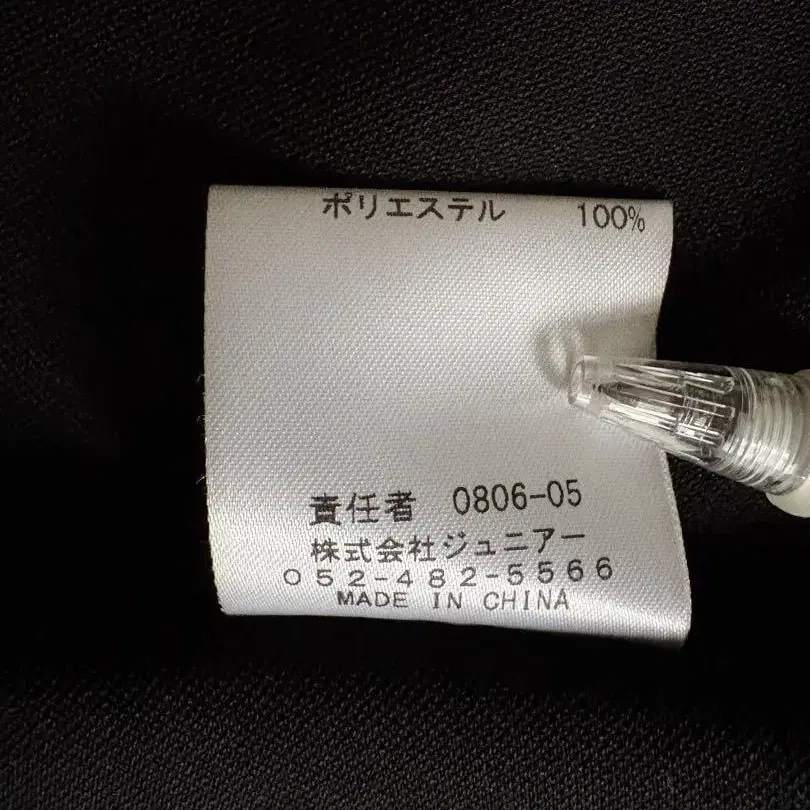 ポリエステル 100%
責任者 0806-05
株式会社ジュニアー
052-482-5566
MADE IN CHINA